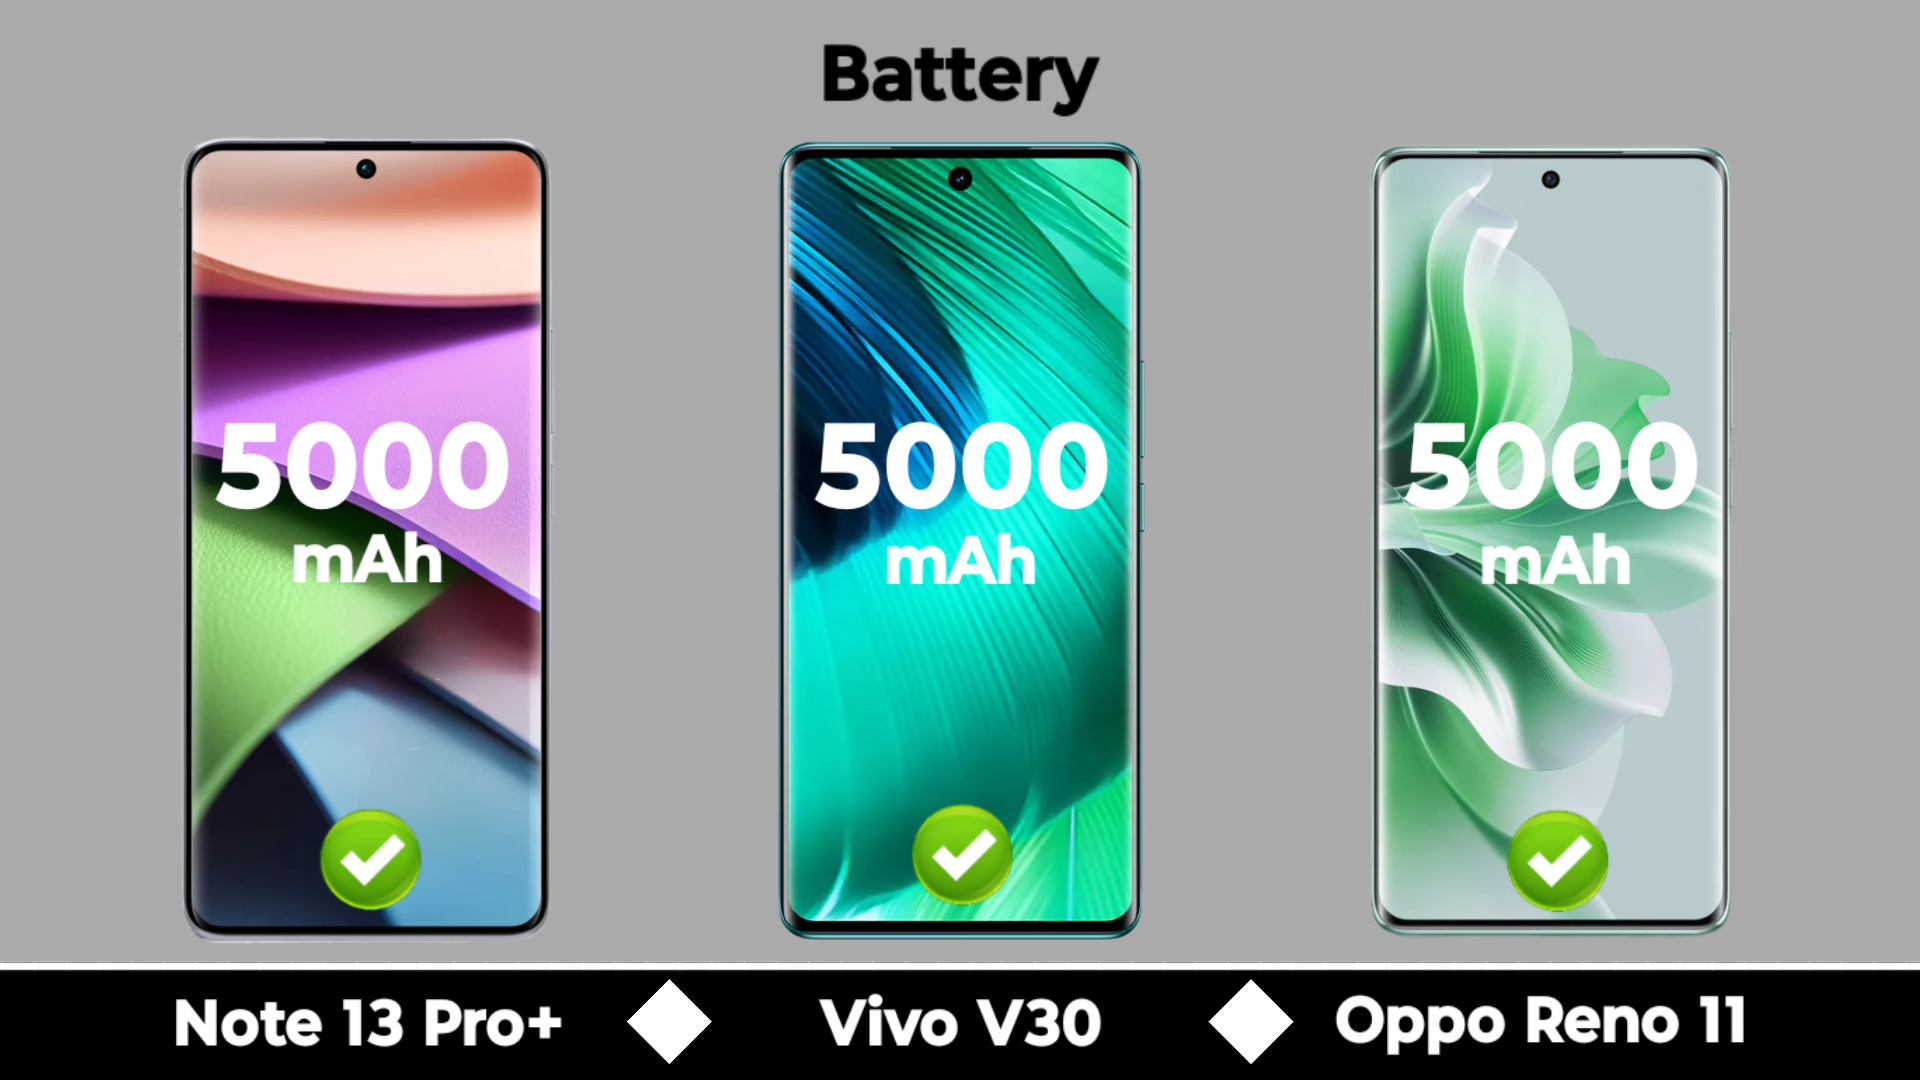 Battery
5000
mAh
5000
mAh
5000
mAh
Note 13 Pro+
Vivo V30
Oppo Reno 11